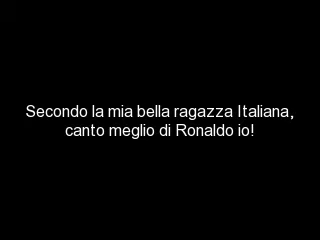 Secondo la mia bella ragazza Italiana,
canto meglio di Ronaldo io!